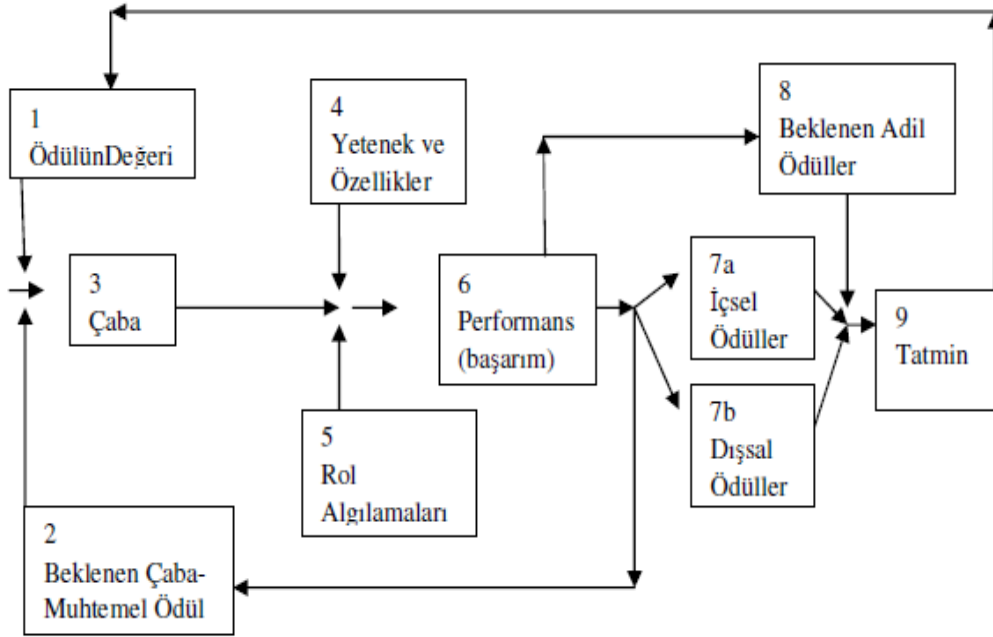 1
ÖdülünDeğeri
2
Beklenen Çaba-
Muhtemel Ödül
3
Çaba
4
Yetenek ve
Özellikler
5
Rol
Algılamaları
6
Performans
(başarım)
7a
İçsel
Ödüller
7b
Dışsal
Ödüller
8
Beklenen Adil
Ödüller
9
Tatmin